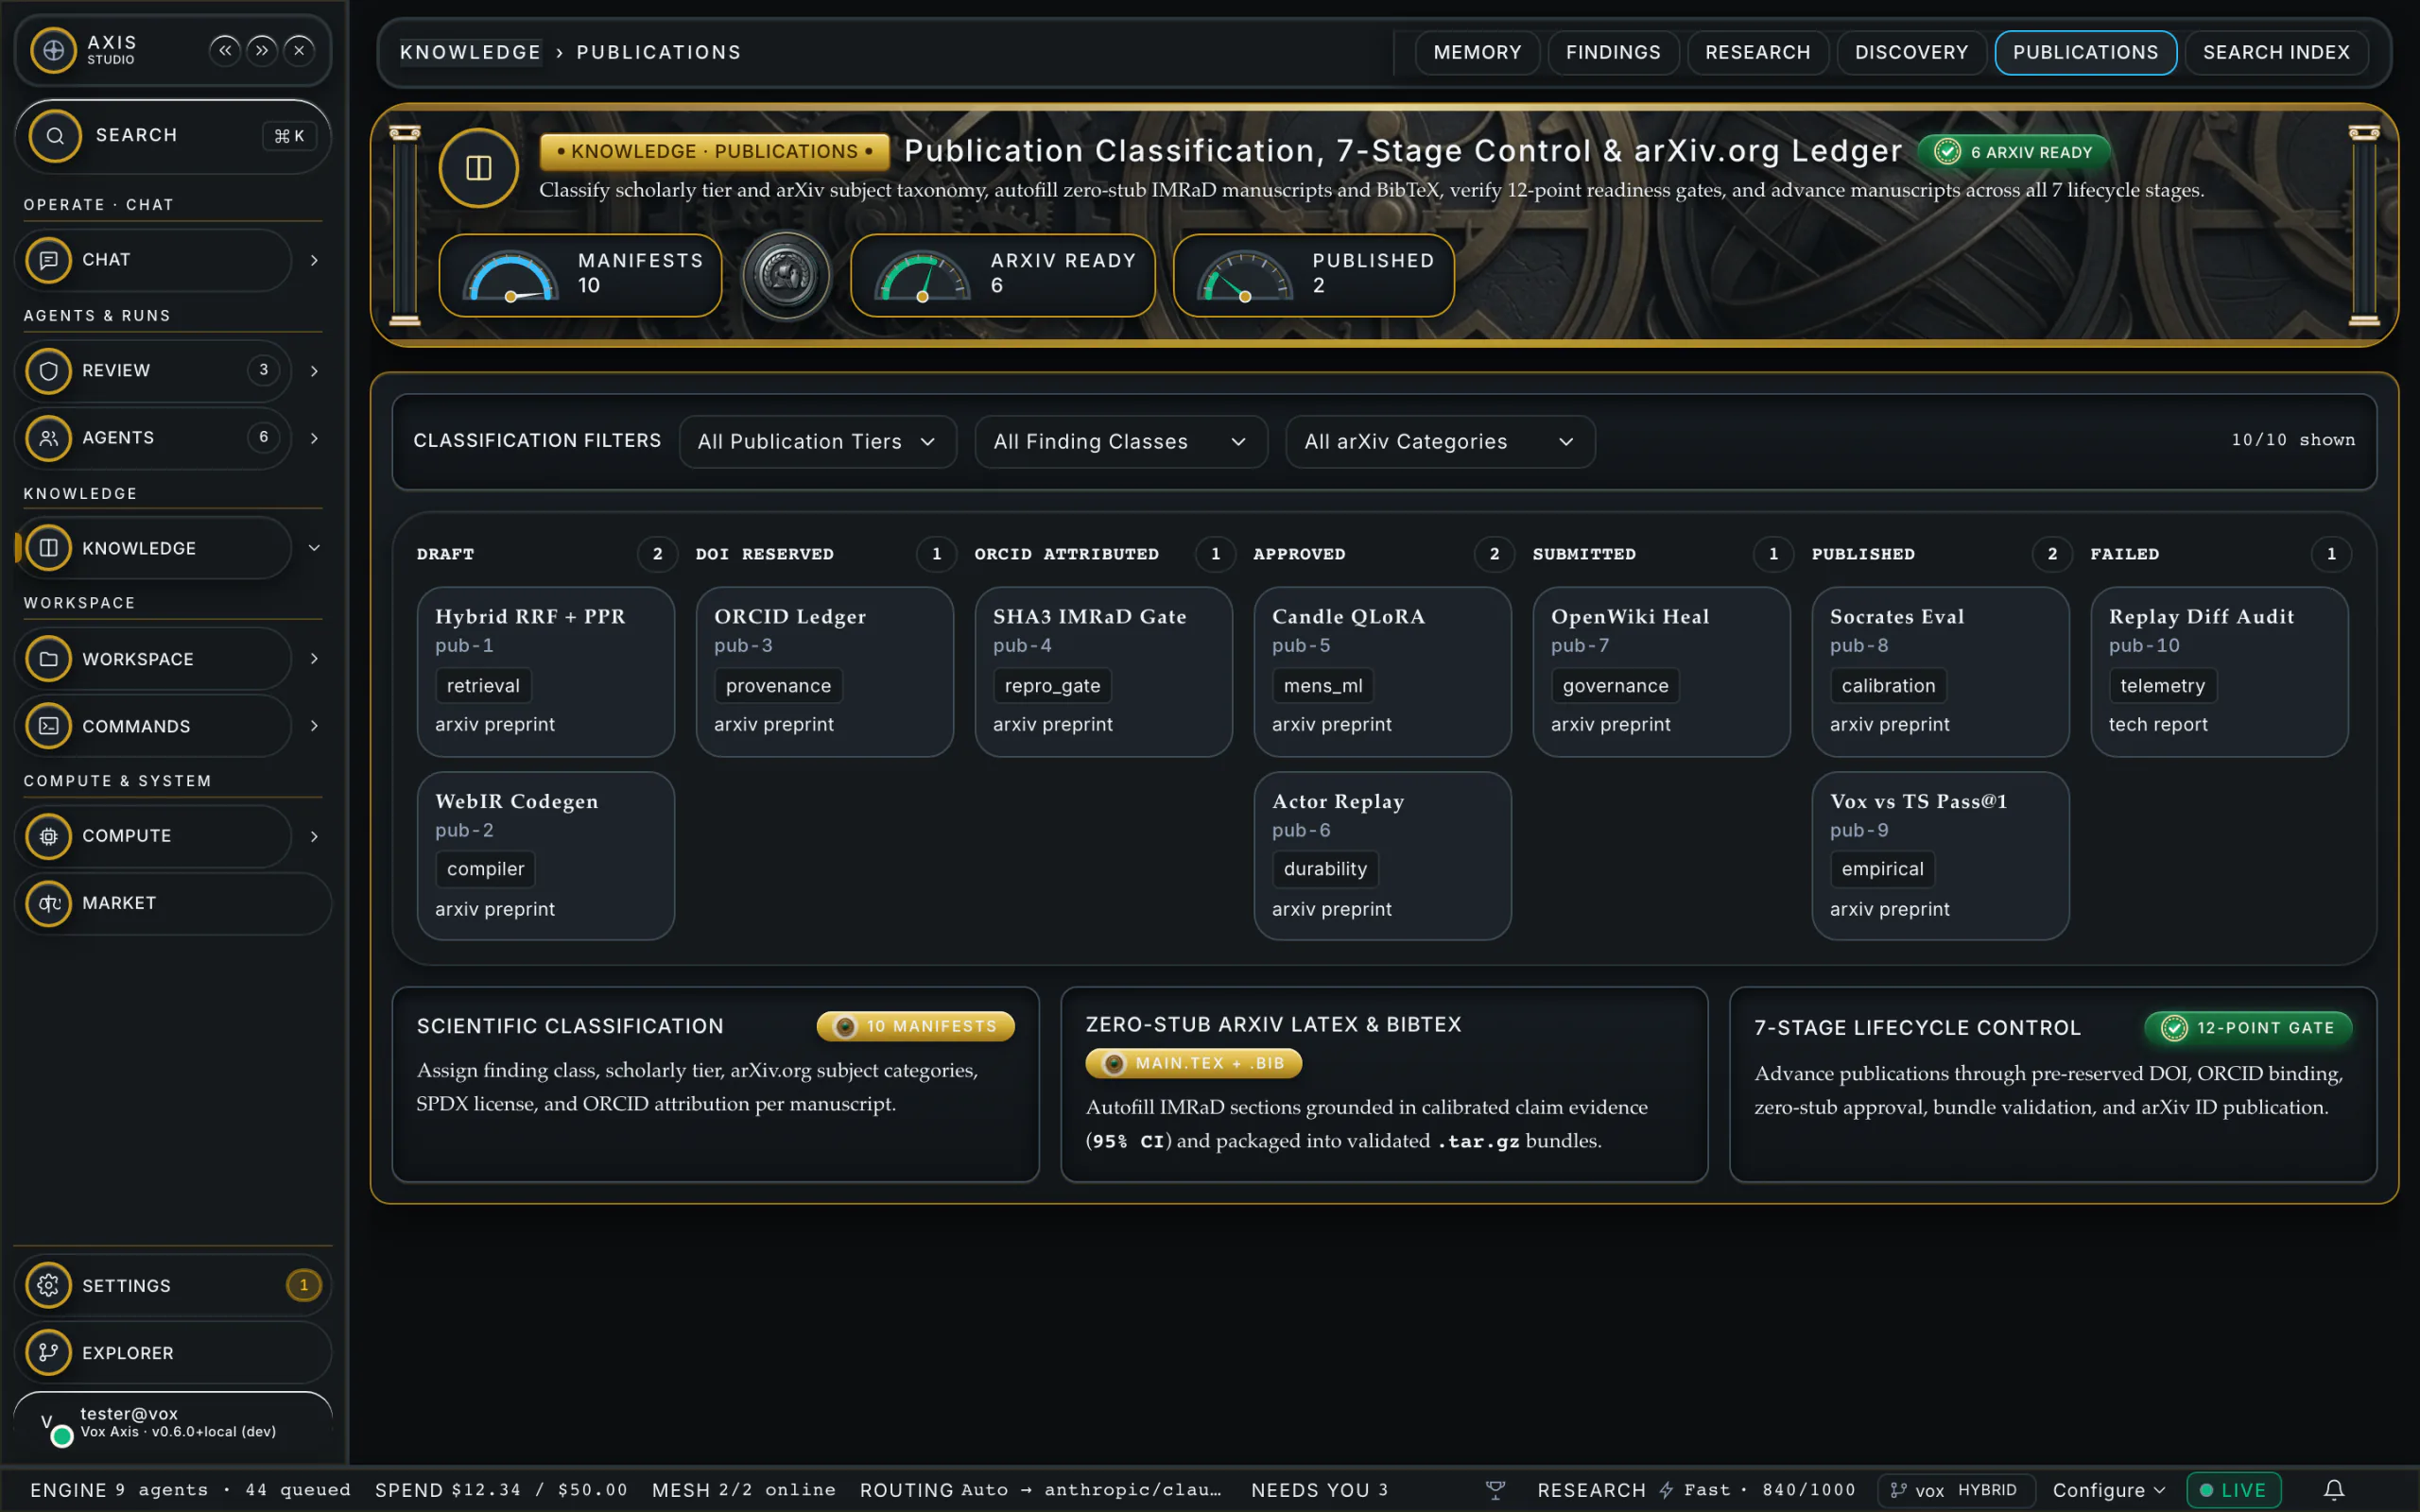 AXIS
STUDIO
SEARCH
⌘ K
OPERATE · CHAT
CHAT
AGENTS & RUNS
REVIEW 3
AGENTS 6
KNOWLEDGE
KNOWLEDGE
WORKSPACE
WORKSPACE
COMMANDS
COMPUTE & SYSTEM
COMPUTE
MARKET
SETTINGS 1
EXPLORER
V
tester@vox
Vox Axis · v0.6.0+local (dev)
KNOWLEDGE › PUBLICATIONS
MEMORY FINDINGS RESEARCH DISCOVERY PUBLICATIONS SEARCH INDEX
• KNOWLEDGE · PUBLICATIONS • Publication Classification, 7-Stage Control & arXiv.org Ledger 6 ARXIV READY
Classify scholarly tier and arXiv subject taxonomy, autofill zero-stub IMRaD manuscripts and BibTeX, verify 12-point readiness gates, and advance manuscripts across all 7 lifecycle stages.
MANIFESTS
10
ARXIV READY
6
PUBLISHED
2
CLASSIFICATION FILTERS All Publication Tiers All Finding Classes All arXiv Categories 10/10 shown
DRAFT 2
Hybrid RRF + PPR
pub-1
retrieval
arxiv preprint
WebIR Codegen
pub-2
compiler
arxiv preprint
DOI RESERVED 1
ORCID Ledger
pub-3
provenance
arxiv preprint
ORCID ATTRIBUTED 1
SHA3 IMRaD Gate
pub-4
repro_gate
arxiv preprint
APPROVED 2
Candle QLoRA
pub-5
mens_ml
arxiv preprint
Actor Replay
pub-6
durability
arxiv preprint
SUBMITTED 1
OpenWiki Heal
pub-7
governance
arxiv preprint
PUBLISHED 2
Socrates Eval
pub-8
calibration
arxiv preprint
Vox vs TS Pass@1
pub-9
empirical
arxiv preprint
FAILED 1
Replay Diff Audit
pub-10
telemetry
tech report
SCIENTIFIC CLASSIFICATION 10 MANIFESTS
Assign finding class, scholarly tier, arXiv.org subject categories,
SPDX license, and ORCID attribution per manuscript.
ZERO-STUB ARXIV LATEX & BIBTEX
MAIN.TEX + .BIB
Autofill IMRaD sections grounded in calibrated claim evidence
(95% CI) and packaged into validated .tar.gz bundles.
7-STAGE LIFECYCLE CONTROL 12-POINT GATE
Advance publications through pre-reserved DOI, ORCID binding,
zero-stub approval, bundle validation, and arXiv ID publication.
ENGINE 9 agents · 44 queued SPEND $12.34 / $50.00 MESH 2/2 online ROUTING Auto → anthropic/clau… NEEDS YOU 3 RESEARCH Fast · 840/1000 vox HYBRID Configure LIVE